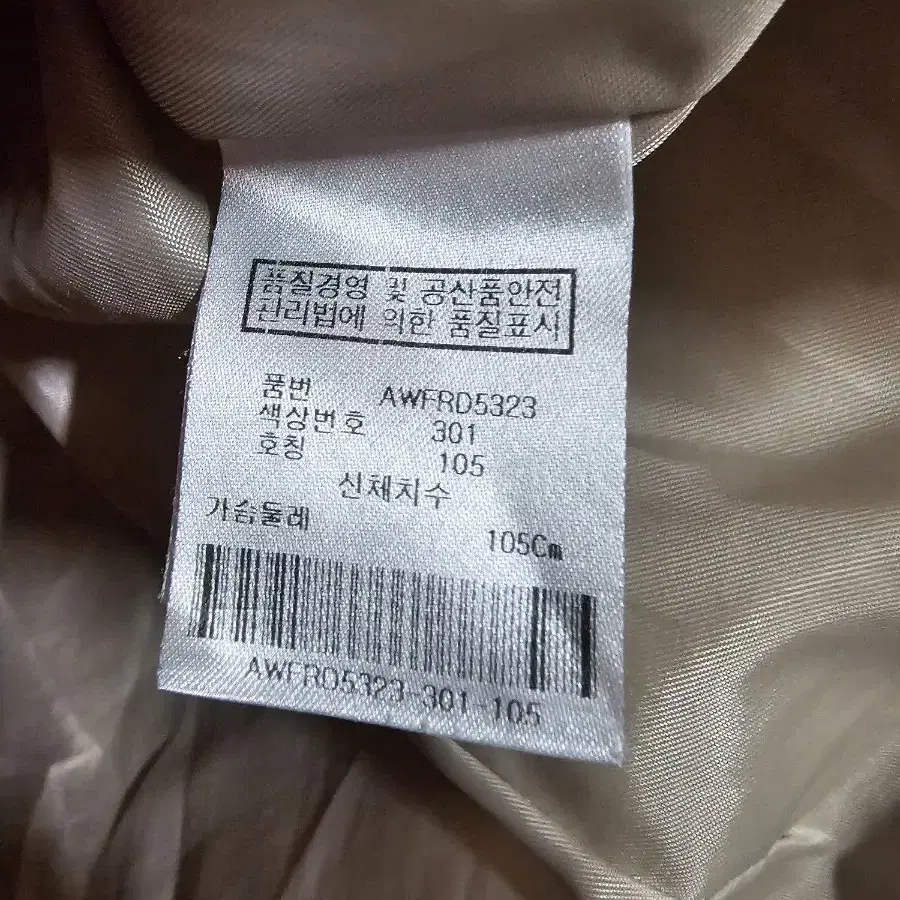 품질경영 및 공산품안전
관리법에 의한 품질표시
품번 AWFRD5323
색상번호 301
호칭 105
신체치수
가슴둘레 105Cm
AWFRD5323-301-105